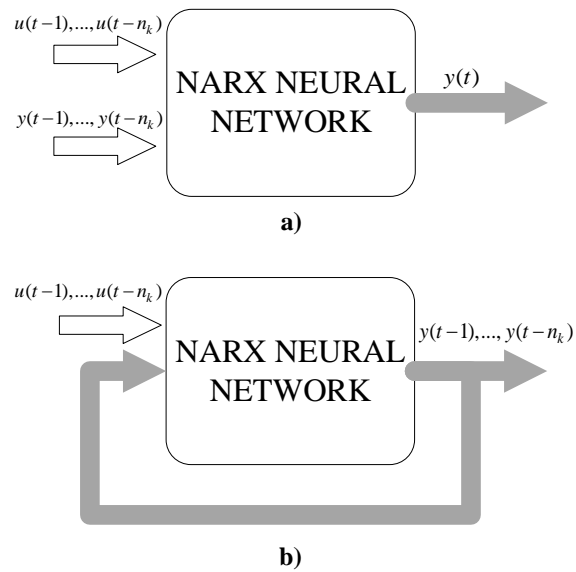 u(t−1),...,u(t−n_k)
y(t−1),..., y(t−n_k)
NARX NEURAL
NETWORK
y(t)
a)
u(t−1),...,u(t−n_k)
NARX NEURAL
NETWORK
y(t−1),..., y(t−n_k)
b)